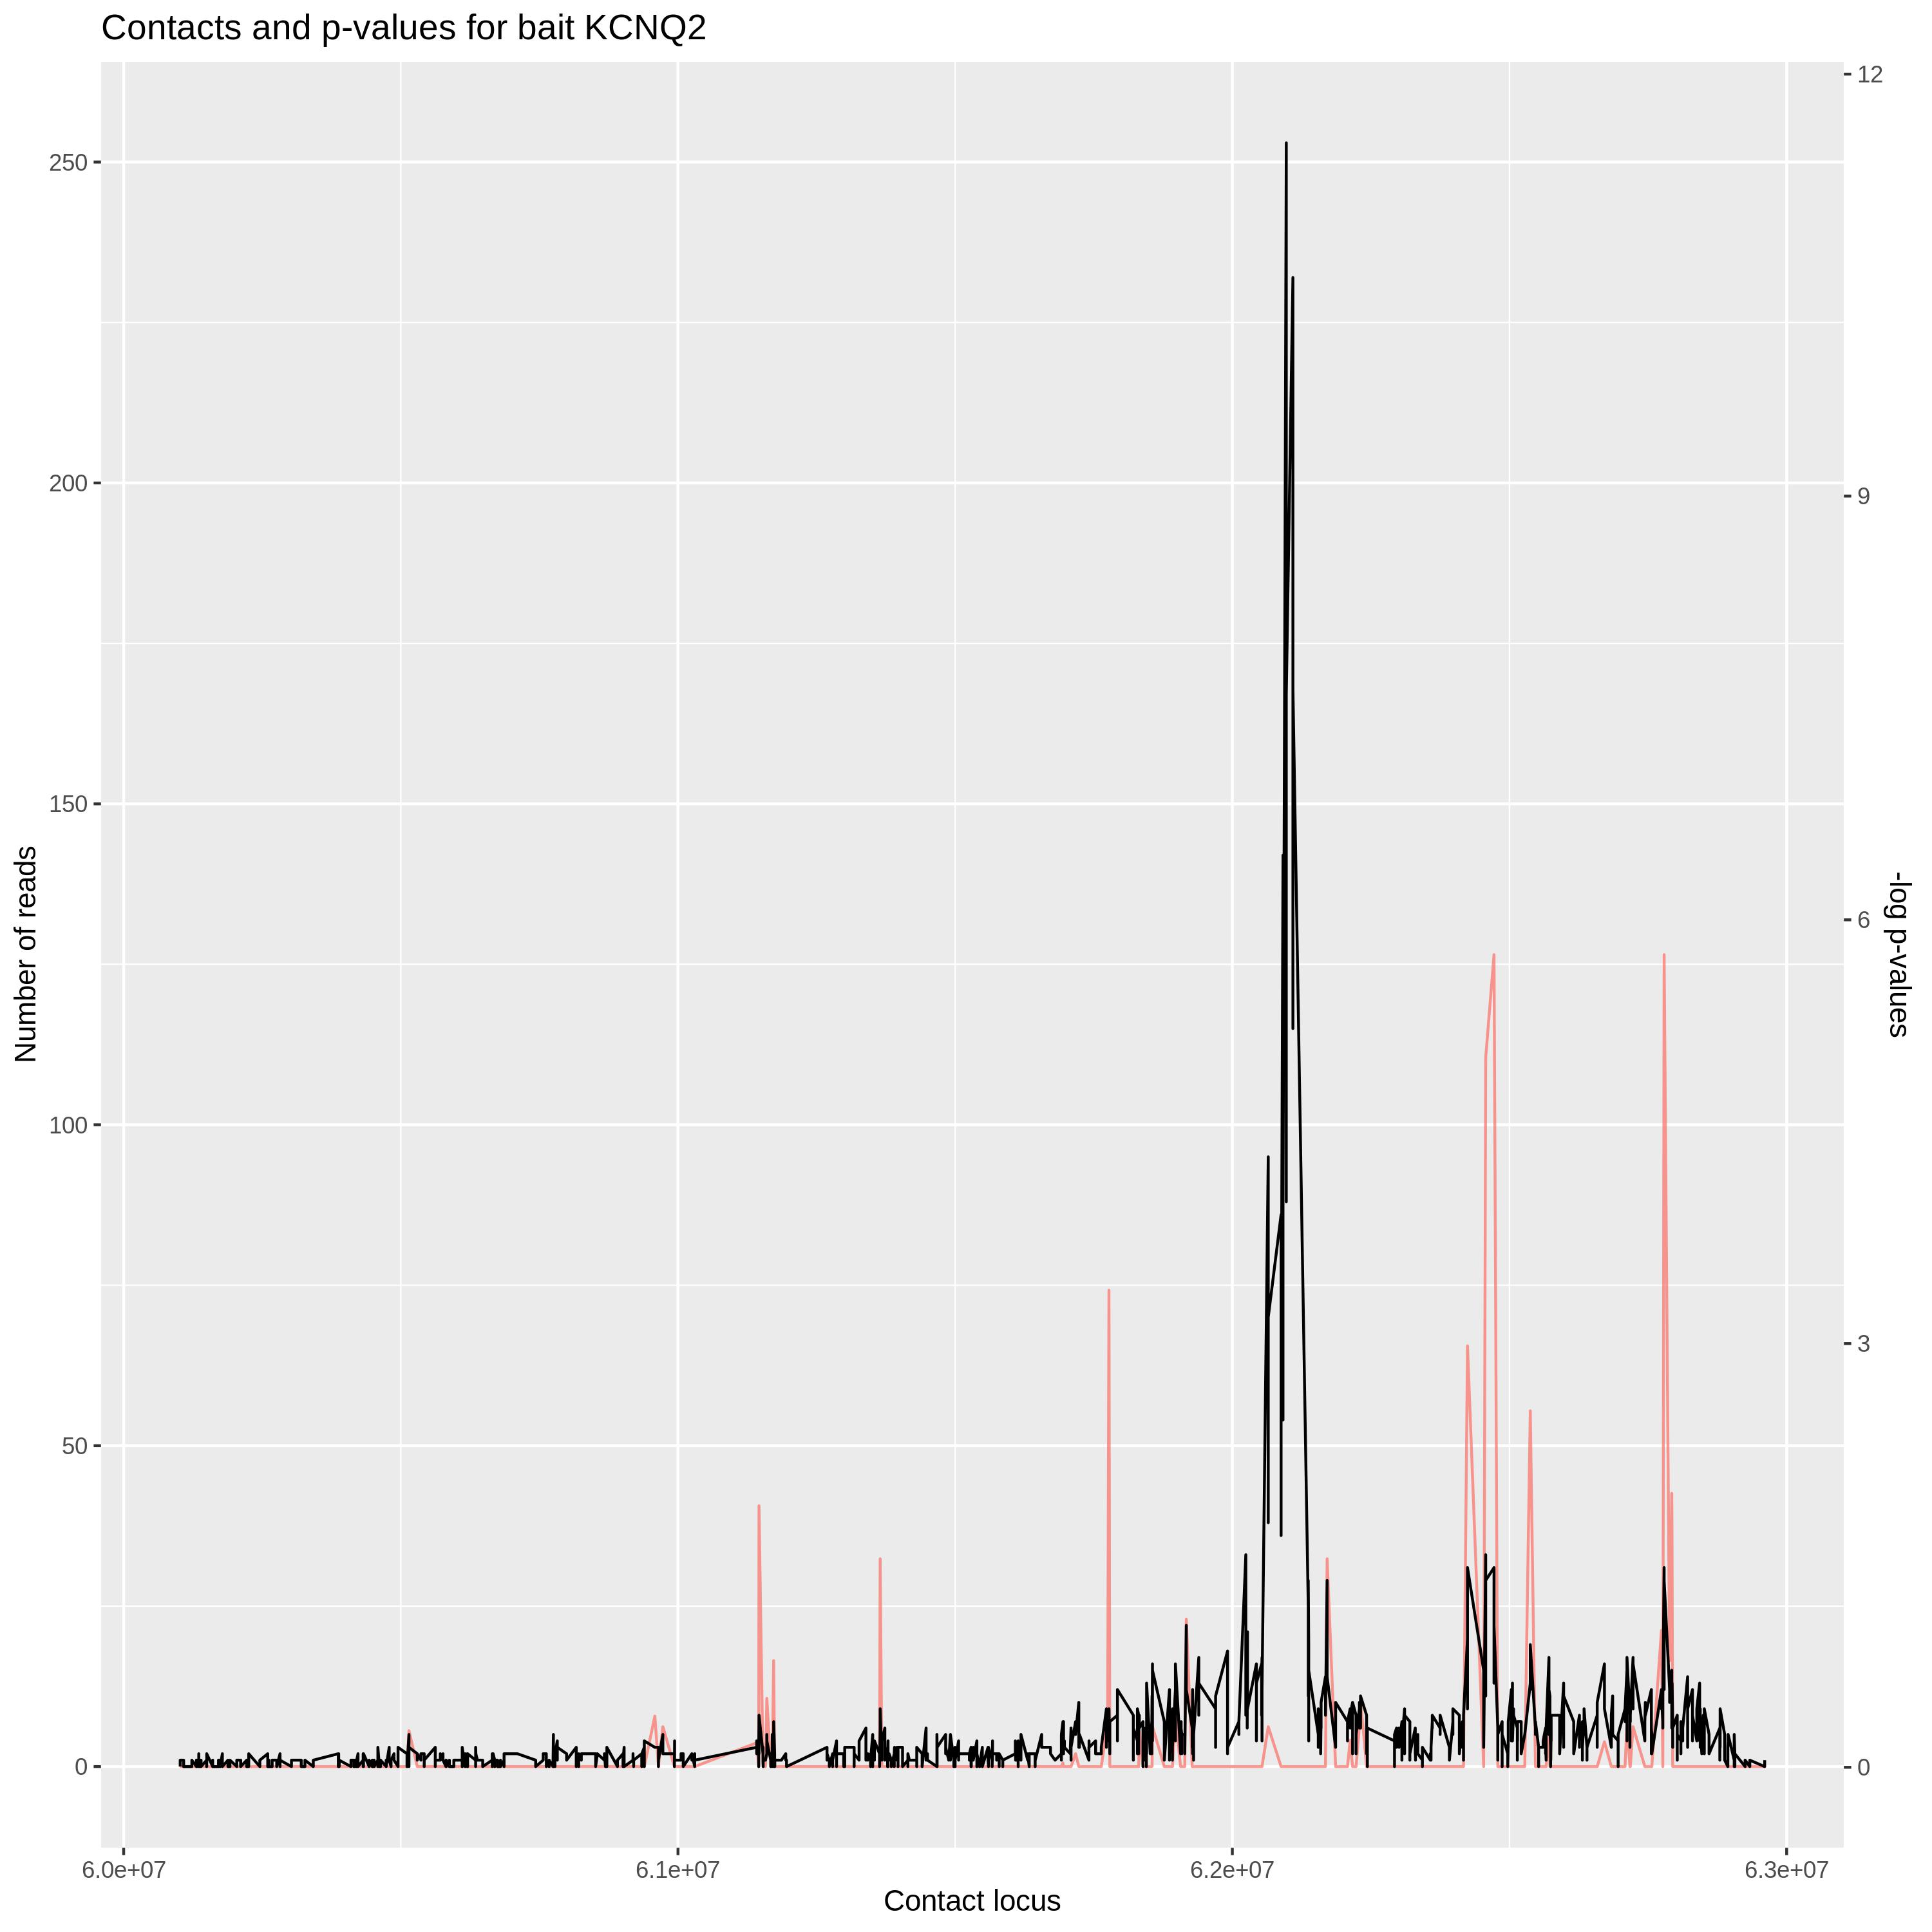 Contacts and p-values for bait KCNQ2
250
200
150
100
50
0
Number of reads
12
9
6
3
0
-log p-values
6.0e+07
6.1e+07
6.2e+07
6.3e+07
Contact locus